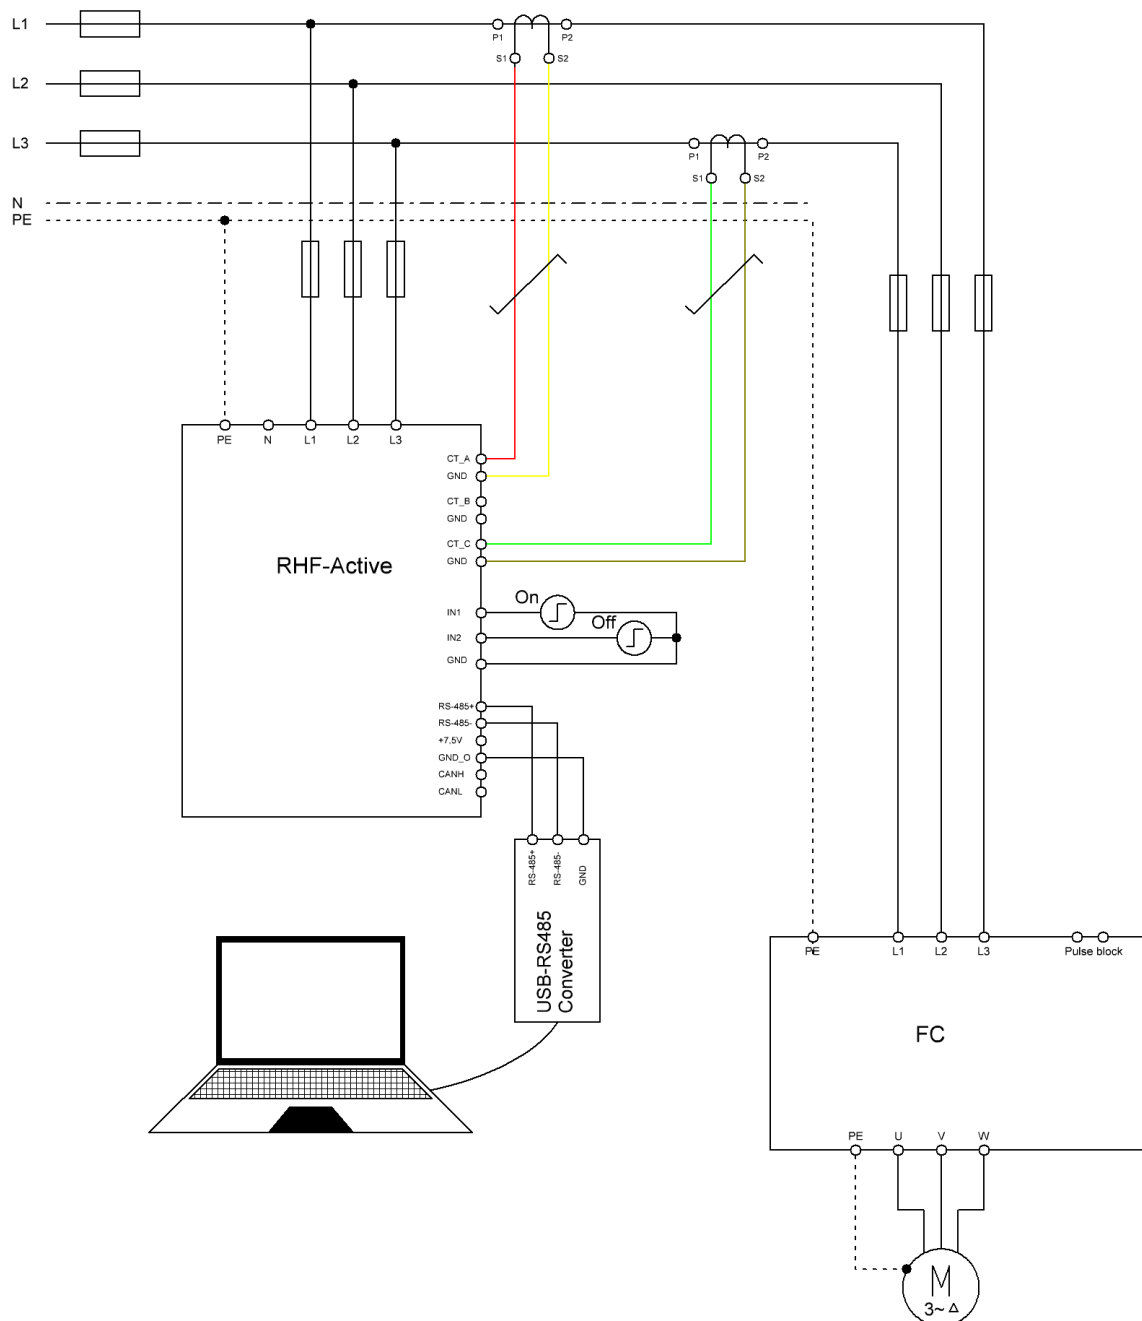 L1
P1
P2
S1
S2
L2
L3
P1
P2
S1
S2
N
PE
PE
N
L1
L2
L3
CT_A
GND
CT_B
GND
CT_C
GND
RHF-Active
IN1
On
IN2
Off
GND
RS-485+
RS-485-
+7,5V
GND_O
CANH
CANL
RS-485+
RS-485-
GND
USB-RS485
Converter
PE
L1
L2
L3
Pulse block
FC
PE
U
V
W
M
3~ Δ